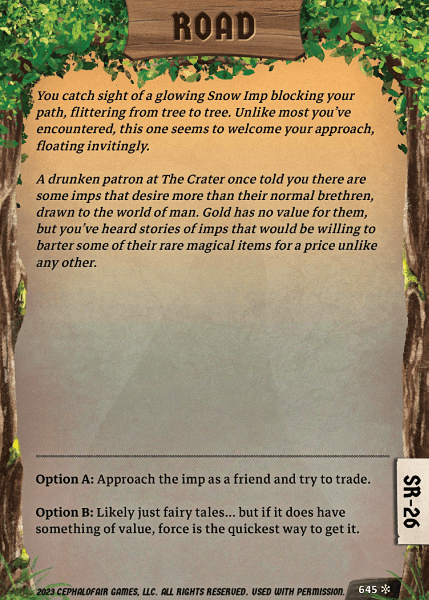 ROAD
You catch sight of a glowing Snow Imp blocking your
path, flittering from tree to tree. Unlike most you've
encountered, this one seems to welcome your approach,
floating invitingly.
A drunken patron at The Crater once told you there are
some imps that desire more than their normal brethren,
drawn to the world of man. Gold has no value for them,
but you've heard stories of imps that would be willing to
barter some of their rare magical items for a price unlike
any other.
Option A: Approach the imp as a friend and try to trade.
Option B: Likely just fairy tales... but if it does have
something of value, force is the quickest way to get it.
SR-26
2023 CEPHALOFAIR GAMES, LLC. ALL RIGHTS RESERVED. USED WITH PERMISSION.
645